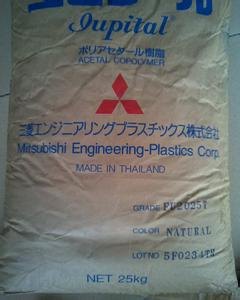 Iupital
ポリアセタール樹脂
ACETAL COPOLYMER
三菱エンジニアリングプラスチックス株式会社
Mitsubishi Engineering-Plastics Corp.
MADE IN THAILAND
GRADE FU2025T
COLOR NATURAL
LOT NO 5F0234TE
NET 25kg